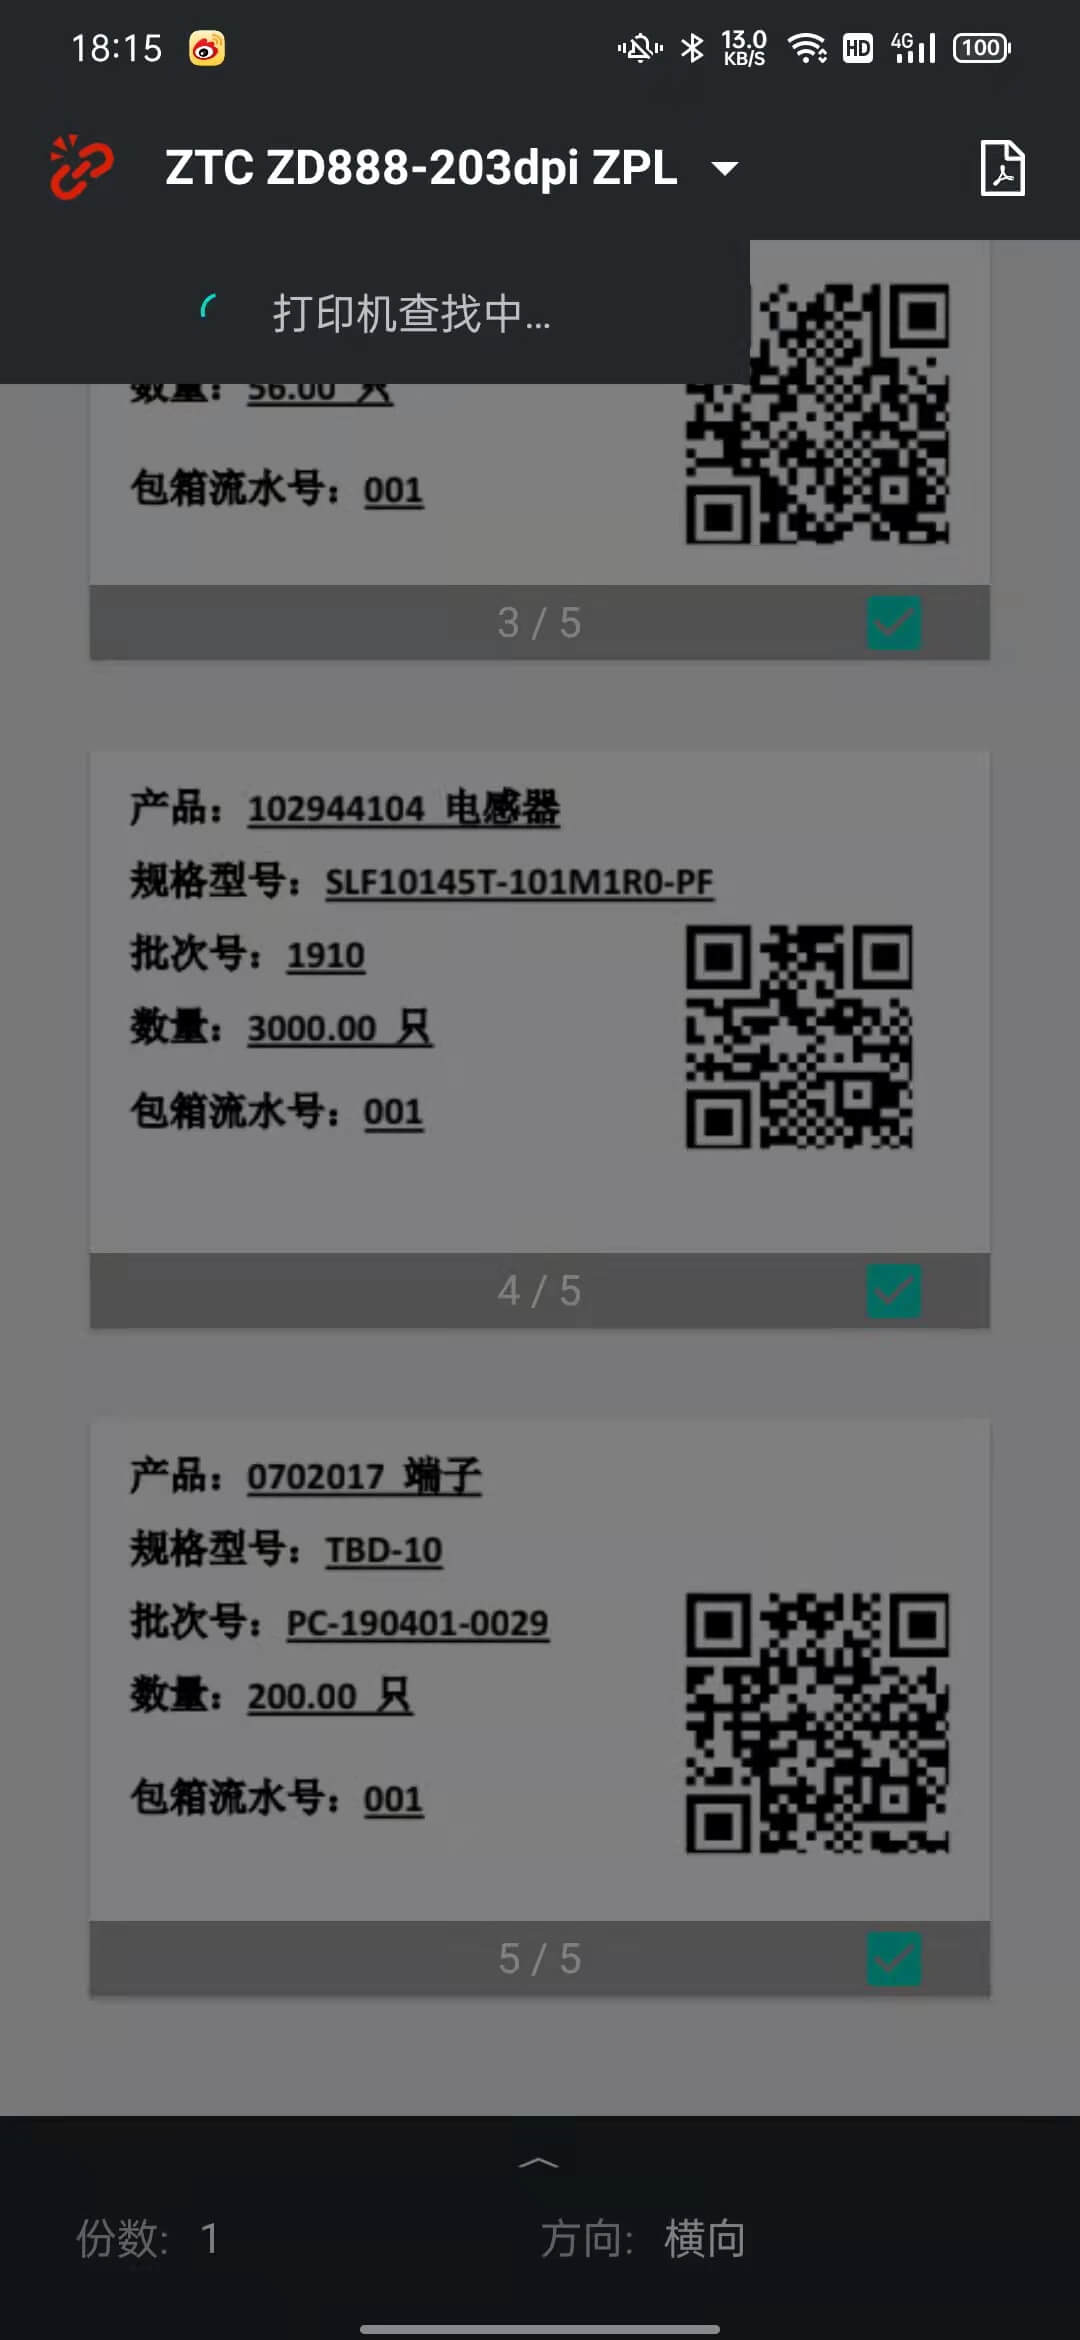 18:15
13.0 KB/S
HD
4G
100
ZTC ZD888-203dpi ZPL
打印机查找中...
数量：56.00 只
包箱流水号：001
3 / 5
产品：102944104 电感器
规格型号：SLF10145T-101M1R0-PF
批次号：1910
数量：3000.00 只
包箱流水号：001
4 / 5
产品：0702017 端子
规格型号：TBD-10
批次号：PC-190401-0029
数量：200.00 只
包箱流水号：001
5 / 5
份数: 1
方向: 横向